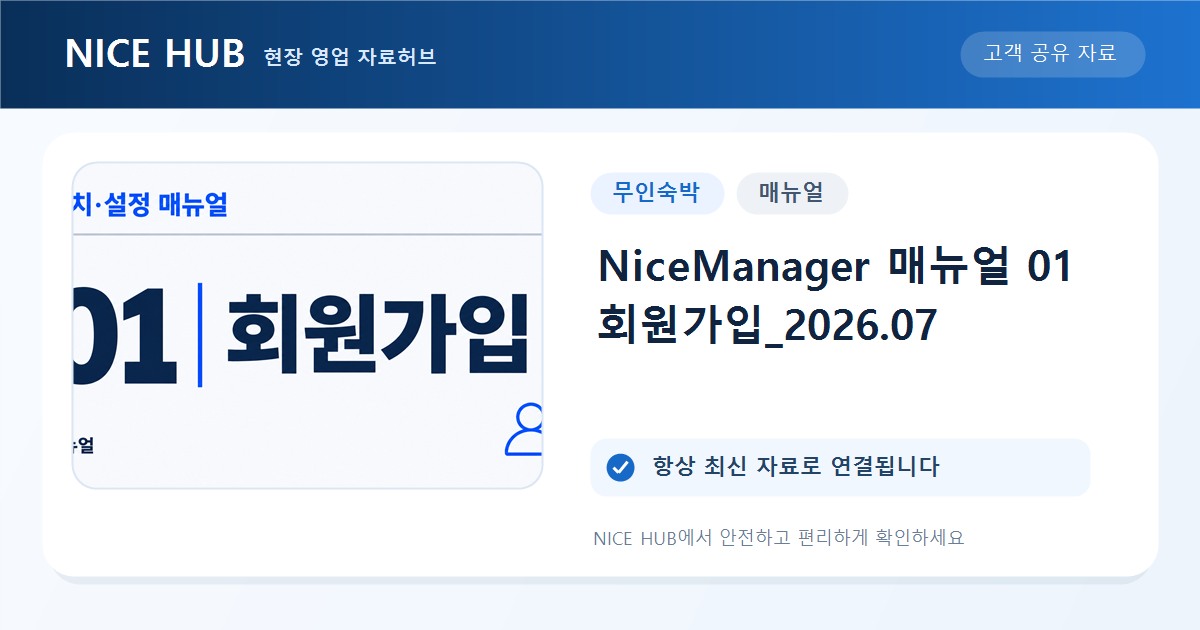 NICE HUB 현장 영업 자료허브
고객 공유 자료
치·설정 매뉴얼
01 회원가입
얼
무인숙박 매뉴얼
NiceManager 매뉴얼 01
회원가입_2026.07
항상 최신 자료로 연결됩니다
NICE HUB에서 안전하고 편리하게 확인하세요